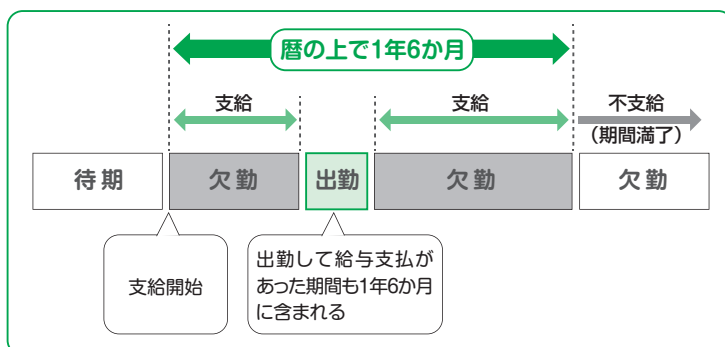 暦の上で1年6か月
支給
支給
不支給
(期間満了)
待期
欠勤
出勤
欠勤
欠勤
支給開始
出勤して給与支払が
あった期間も1年6か月
に含まれる